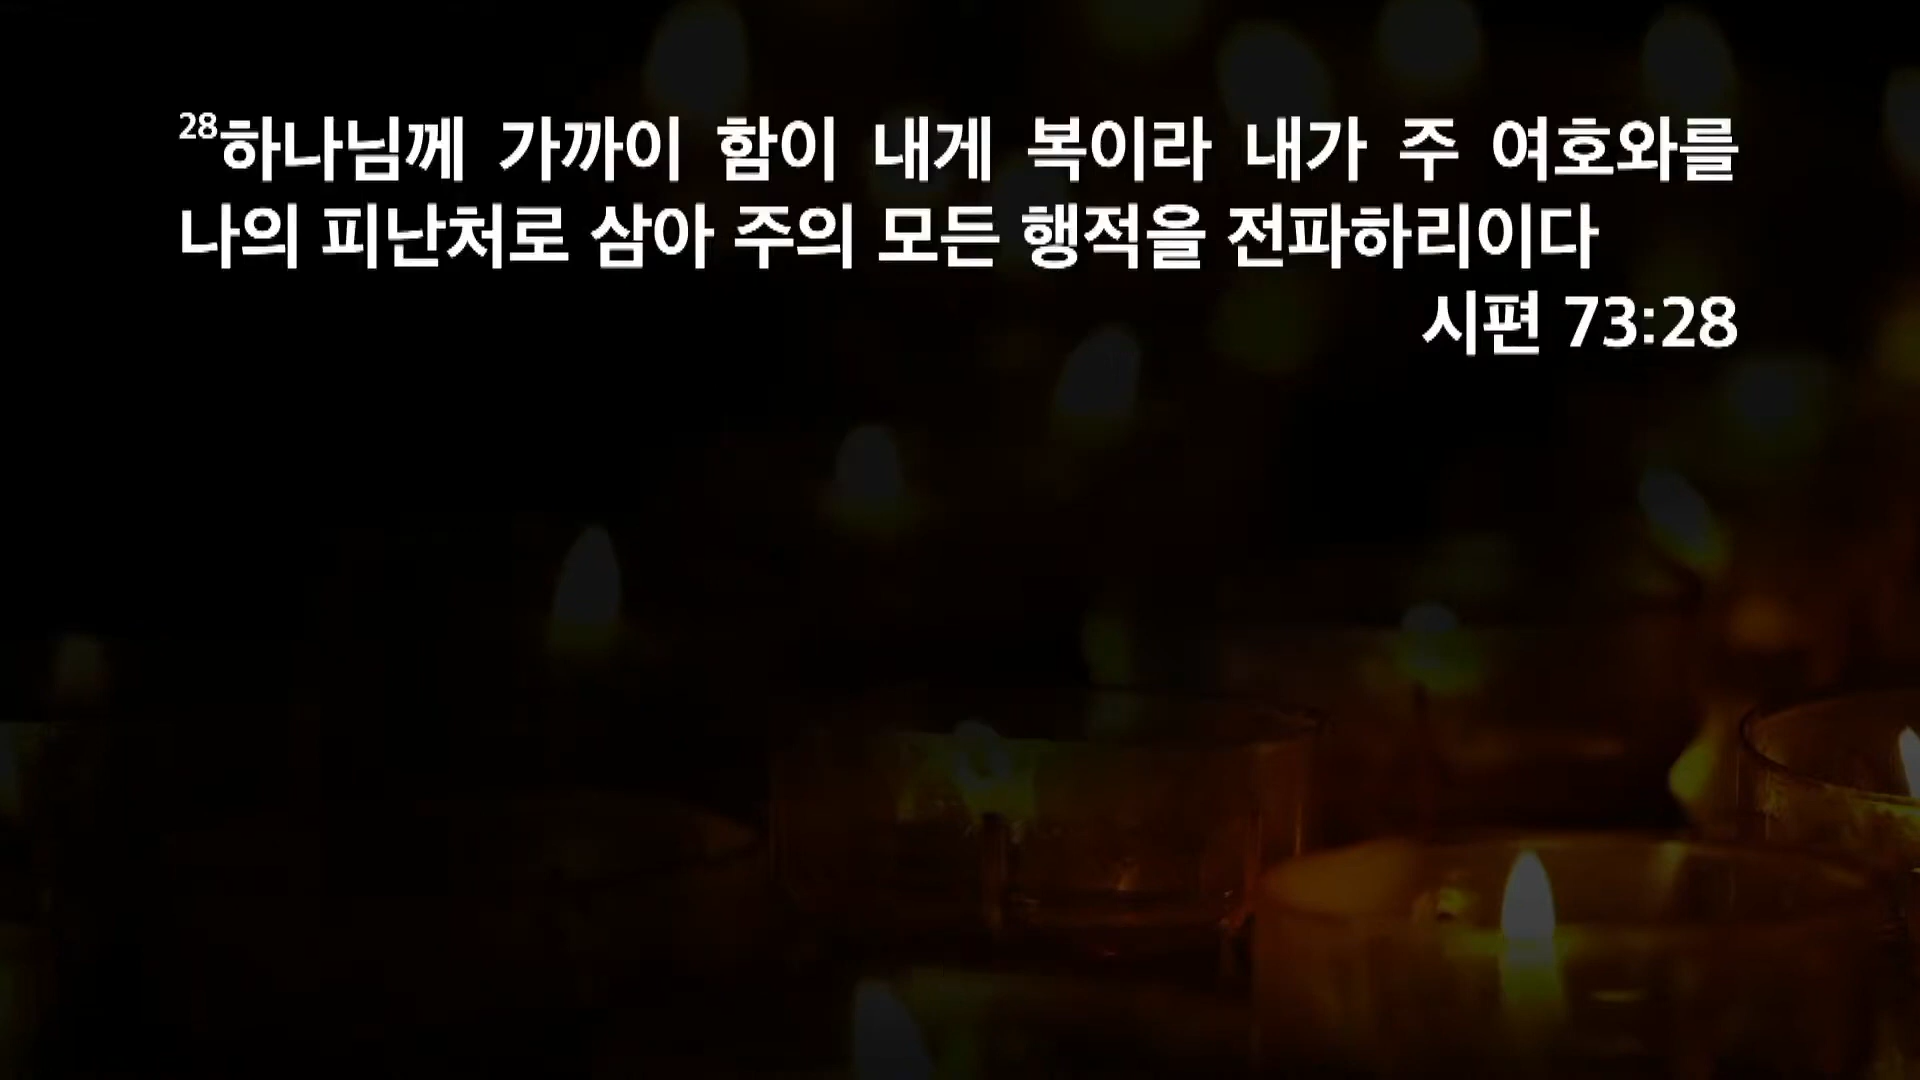 28하나님께 가까이 함이 내게 복이라 내가 주 여호와를
나의 피난처로 삼아 주의 모든 행적을 전파하리이다
시편 73:28